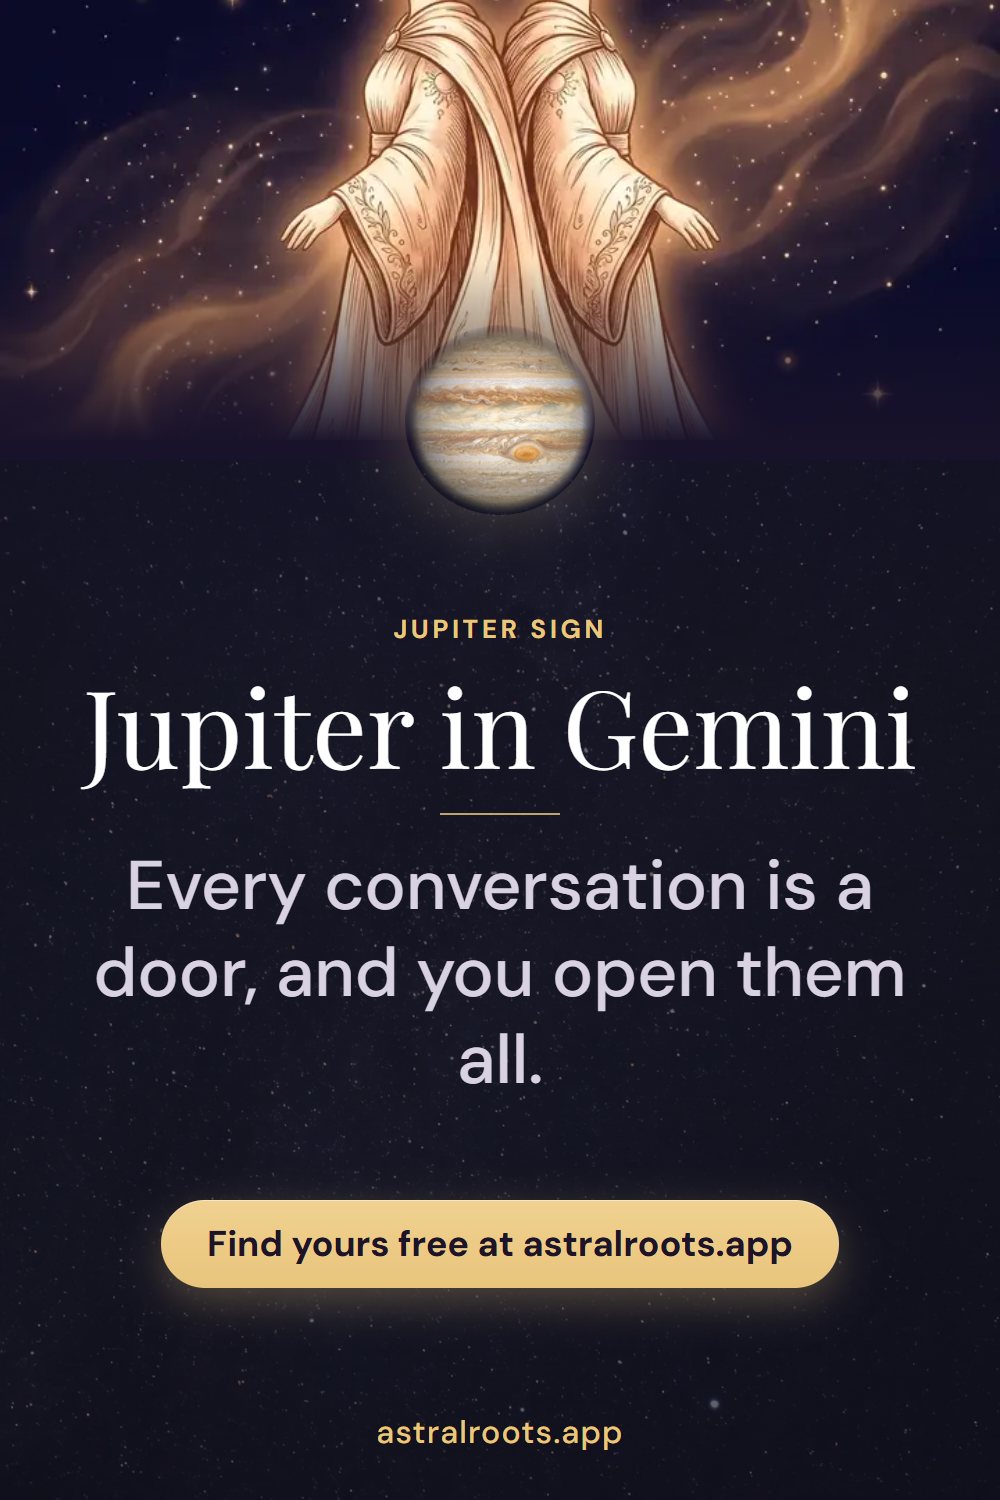 JUPITER SIGN
Jupiter in Gemini
Every conversation is a
door, and you open them
all.
Find yours free at astralroots.app
astralroots.app